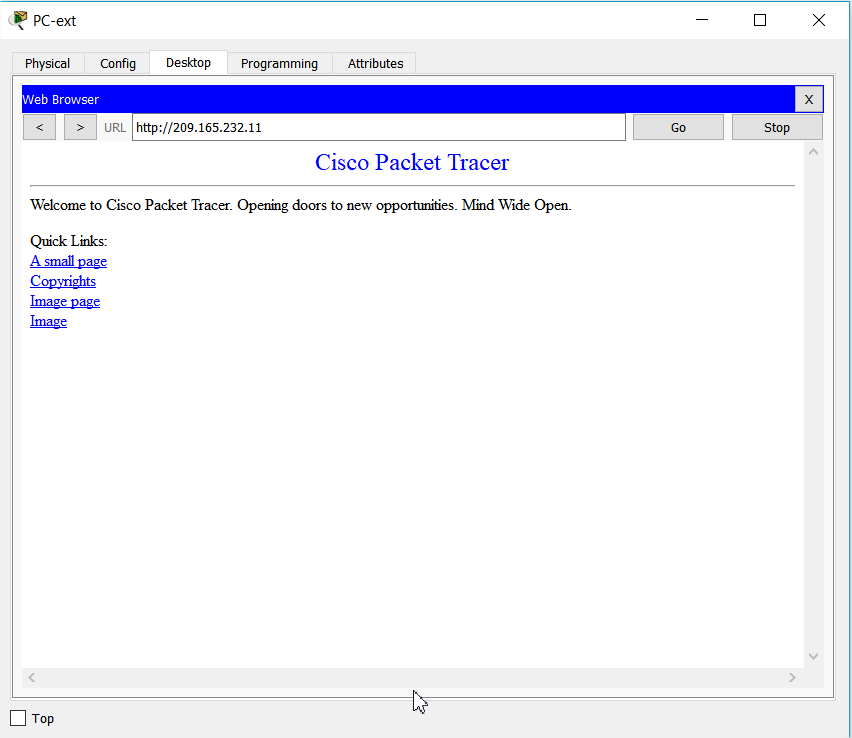 PC-ext
Physical Config Desktop Programming Attributes
Web Browser X
< > URL http://209.165.232.11 Go Stop
Cisco Packet Tracer
Welcome to Cisco Packet Tracer. Opening doors to new opportunities. Mind Wide Open.
Quick Links:
A small page
Copyrights
Image page
Image
Top